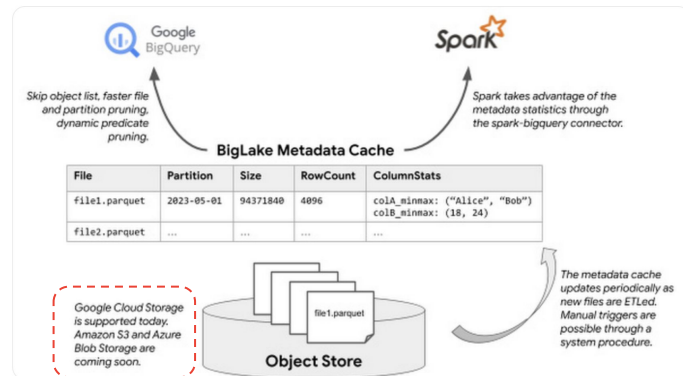 Google
BigQuery
Spark
Skip object list, faster file
and partition pruning,
dynamic predicate
pruning.
Spark takes advantage of the
metadata statistics through
the spark-bigquery connector.
BigLake Metadata Cache
File Partition Size RowCount ColumnStats
file1.parquet 2023-05-01 94371840 4096 colA_minmax: (“Alice”, “Bob”)
colB_minmax: (18, 24)
file2.parquet ... ... ... ...
Google Cloud Storage
is supported today.
Amazon S3 and Azure
Blob Storage are
coming soon.
file1.parquet
Object Store
The metadata cache
updates periodically as
new files are ETLed.
Manual triggers are
possible through a
system procedure.